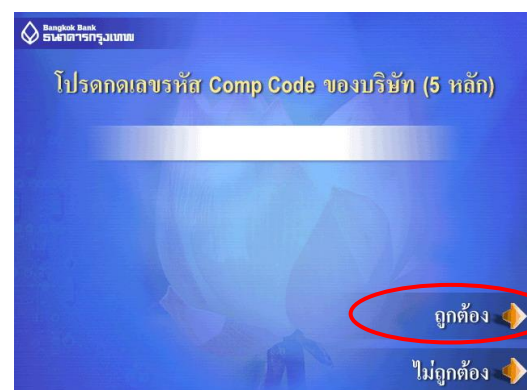 Bangkok Bank
ธนาคารกรุงเทพ
โปรดกดเลขรหัส Comp Code ของบริษัท (5 หลัก)
ถูกต้อง
ไม่ถูกต้อง